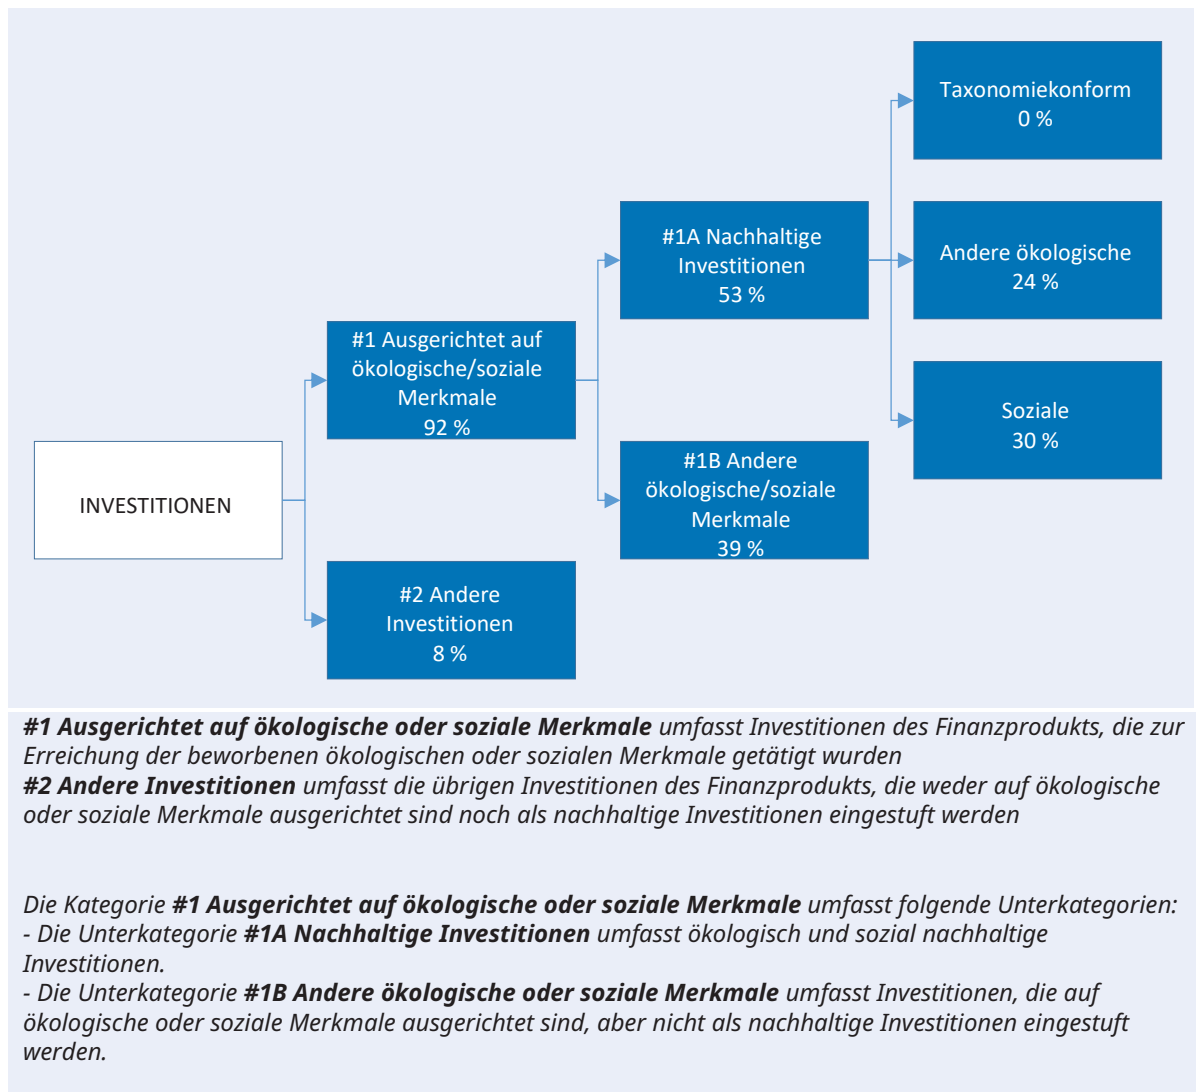 Taxonomiekonform
0 %
#1A Nachhaltige
Investitionen
53 %
Andere ökologische
24 %
#1 Ausgerichtet auf
ökologische/soziale
Merkmale
92 %
Soziale
30 %
#1B Andere
ökologische/soziale
Merkmale
39 %
INVESTITIONEN
#2 Andere
Investitionen
8 %
#1 Ausgerichtet auf ökologische oder soziale Merkmale umfasst Investitionen des Finanzprodukts, die zur
Erreichung der beworbenen ökologischen oder sozialen Merkmale getätigt wurden
#2 Andere Investitionen umfasst die übrigen Investitionen des Finanzprodukts, die weder auf ökologische
oder soziale Merkmale ausgerichtet sind noch als nachhaltige Investitionen eingestuft werden
Die Kategorie #1 Ausgerichtet auf ökologische oder soziale Merkmale umfasst folgende Unterkategorien:
- Die Unterkategorie #1A Nachhaltige Investitionen umfasst ökologisch und sozial nachhaltige
Investitionen.
- Die Unterkategorie #1B Andere ökologische oder soziale Merkmale umfasst Investitionen, die auf
ökologische oder soziale Merkmale ausgerichtet sind, aber nicht als nachhaltige Investitionen eingestuft
werden.